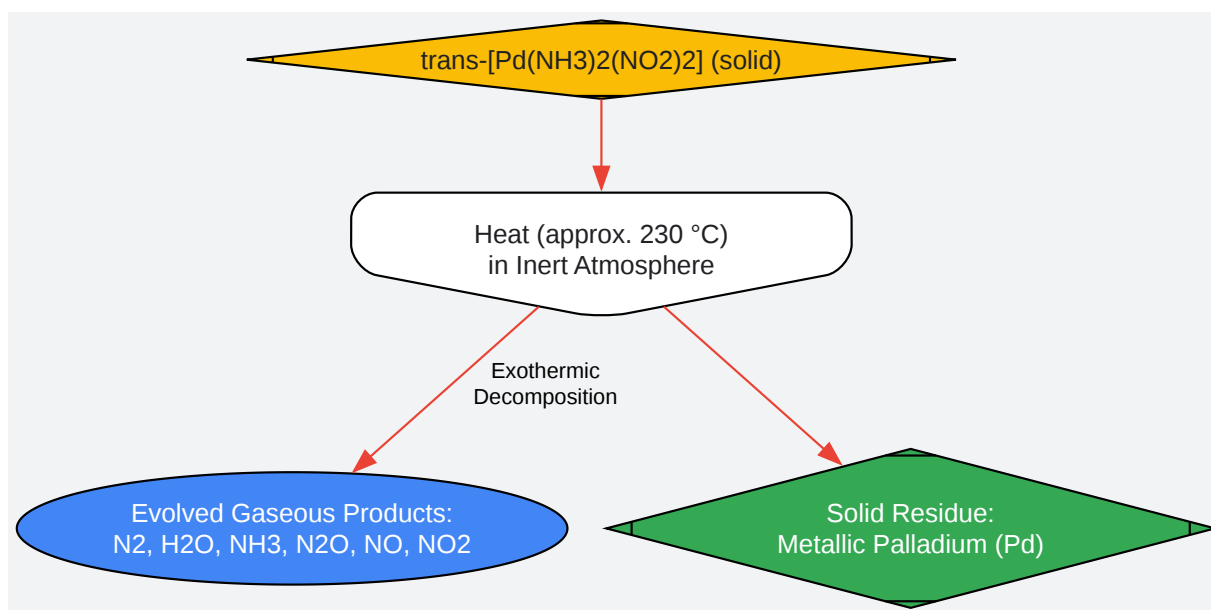 trans-[Pd(NH3)2(NO2)2] (solid)
Heat (approx. 230 °C)
in Inert Atmosphere
Exothermic
Decomposition
Evolved Gaseous Products:
N2, H2O, NH3, N2O, NO, NO2
Solid Residue:
Metallic Palladium (Pd)